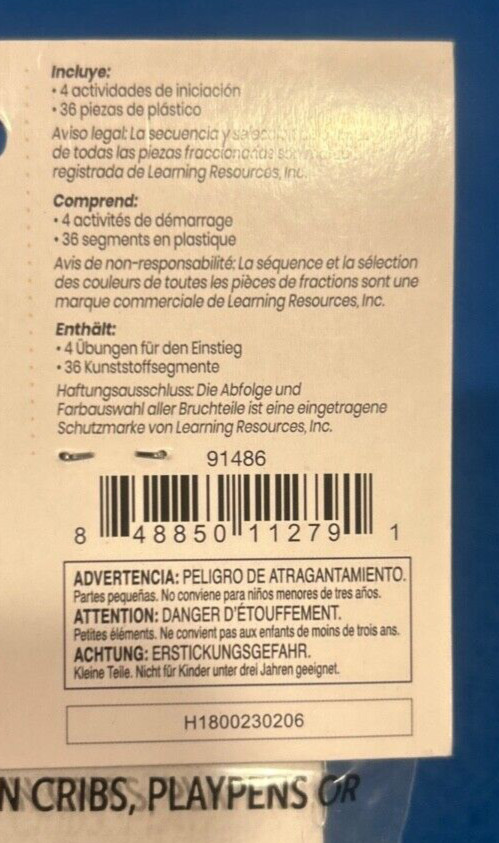 Incluye:
• 4 actividades de iniciación
• 36 piezas de plástico
Aviso legal: La secuencia y
de todas las piezas fraccionarias
registrada de Learning Resources, Inc.
Comprend:
• 4 activités de démarrage
• 36 segments en plastique
Avis de non-responsabilité: La séquence et la sélection
des couleurs de toutes les pièces de fractions sont une
marque commerciale de Learning Resources, Inc.
Enthält:
• 4 Übungen für den Einstieg
• 36 Kunststoffsegmente
Haftungsausschluss: Die Abfolge und
Farbauswahl aller Bruchteile ist eine eingetragene
Schutzmarke von Learning Resources, Inc.
91486
8 48850 11279 1
ADVERTENCIA: PELIGRO DE ATRAGANTAMIENTO.
Partes pequeñas. No conviene para niños menores de tres años.
ATTENTION: DANGER D'ÉTOUFFEMENT.
Petites éléments. Ne convient pas aux enfants de moins de trois ans.
ACHTUNG: ERSTICKUNGSGEFAHR.
Kleine Teile. Nicht für Kinder unter drei Jahren geeignet.
H1800230206
N CRIBS, PLAYPENS OR